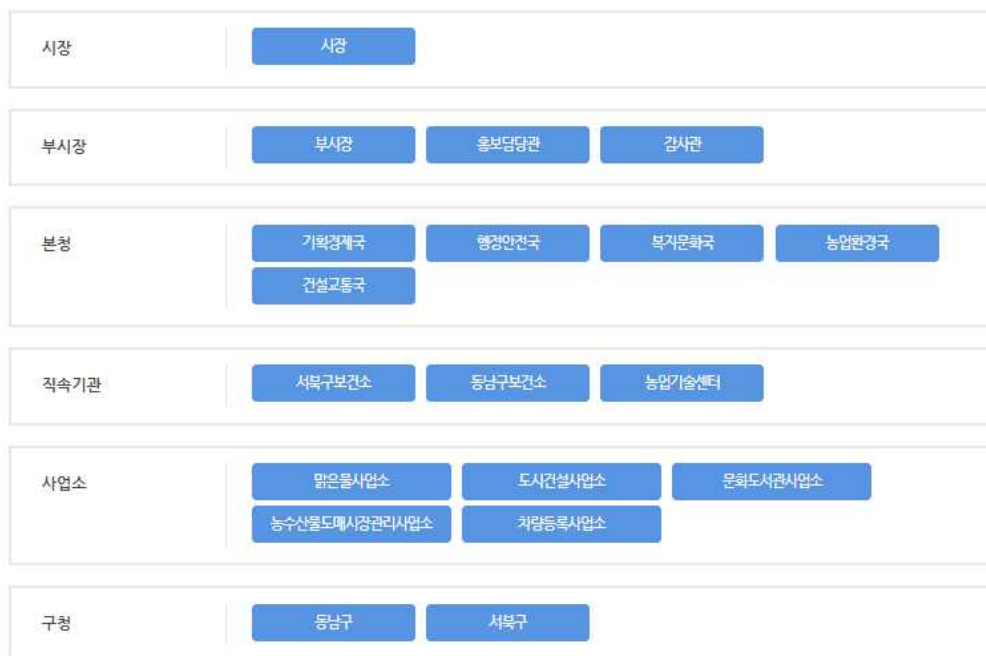 시장 시장
부시장 부시장 홍보담당관 감사관
본청 기획경제국 행정안전국 복지문화국 농업환경국
건설교통국
직속기관 서북구보건소 동남구보건소 농업기술센터
사업소 맑은물사업소 도시건설사업소 문화도서관사업소
농수산물도매시장관리사업소 차량등록사업소
구청 동남구 서북구